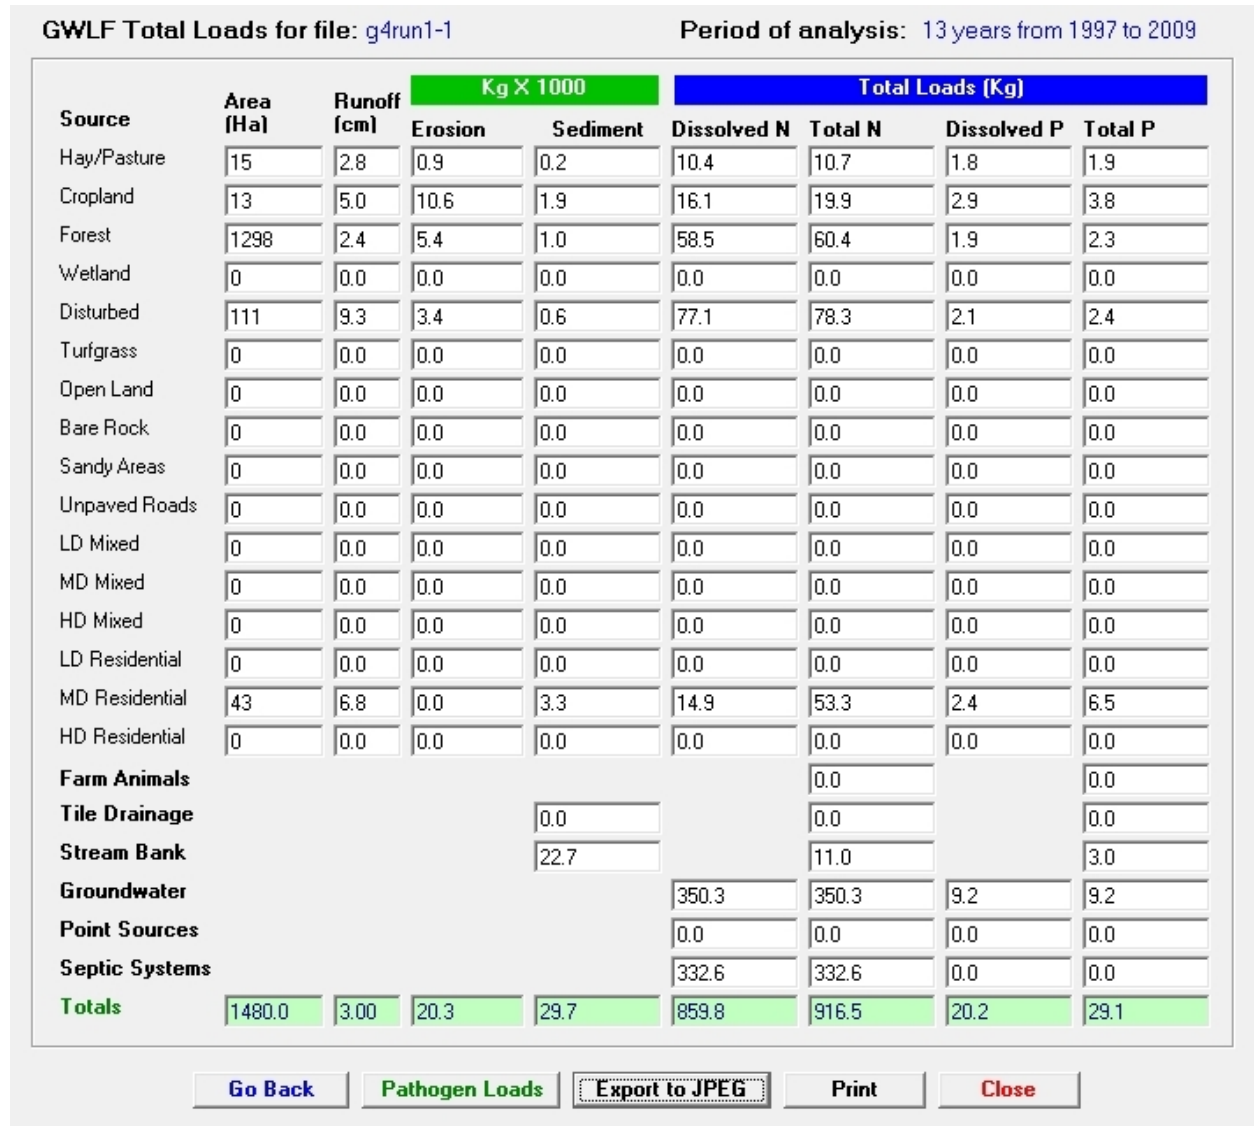 GWLF Total Loads for file: g4run1-1 Period of analysis: 13 years from 1997 to 2009
Kg X 1000 Total Loads (Kg)
Source Area (Ha) Runoff (cm) Erosion Sediment Dissolved N Total N Dissolved P Total P
Hay/Pasture 15 2.8 0.9 0.2 10.4 10.7 1.8 1.9
Cropland 13 5.0 10.6 1.9 16.1 19.9 2.9 3.8
Forest 1298 2.4 5.4 1.0 58.5 60.4 1.9 2.3
Wetland 0 0.0 0.0 0.0 0.0 0.0 0.0 0.0
Disturbed 111 9.3 3.4 0.6 77.1 78.3 2.1 2.4
Turfgrass 0 0.0 0.0 0.0 0.0 0.0 0.0 0.0
Open Land 0 0.0 0.0 0.0 0.0 0.0 0.0 0.0
Bare Rock 0 0.0 0.0 0.0 0.0 0.0 0.0 0.0
Sandy Areas 0 0.0 0.0 0.0 0.0 0.0 0.0 0.0
Unpaved Roads 0 0.0 0.0 0.0 0.0 0.0 0.0 0.0
LD Mixed 0 0.0 0.0 0.0 0.0 0.0 0.0 0.0
MD Mixed 0 0.0 0.0 0.0 0.0 0.0 0.0 0.0
HD Mixed 0 0.0 0.0 0.0 0.0 0.0 0.0 0.0
LD Residential 0 0.0 0.0 0.0 0.0 0.0 0.0 0.0
MD Residential 43 6.8 0.0 3.3 14.9 53.3 2.4 6.5
HD Residential 0 0.0 0.0 0.0 0.0 0.0 0.0 0.0
Farm Animals 0.0 0.0
Tile Drainage 0.0 0.0 0.0
Stream Bank 22.7 11.0 3.0
Groundwater 350.3 350.3 9.2 9.2
Point Sources 0.0 0.0 0.0 0.0
Septic Systems 332.6 332.6 0.0 0.0
Totals 1480.0 3.00 20.3 29.7 859.8 916.5 20.2 29.1
Go Back Pathogen Loads Export to JPEG Print Close